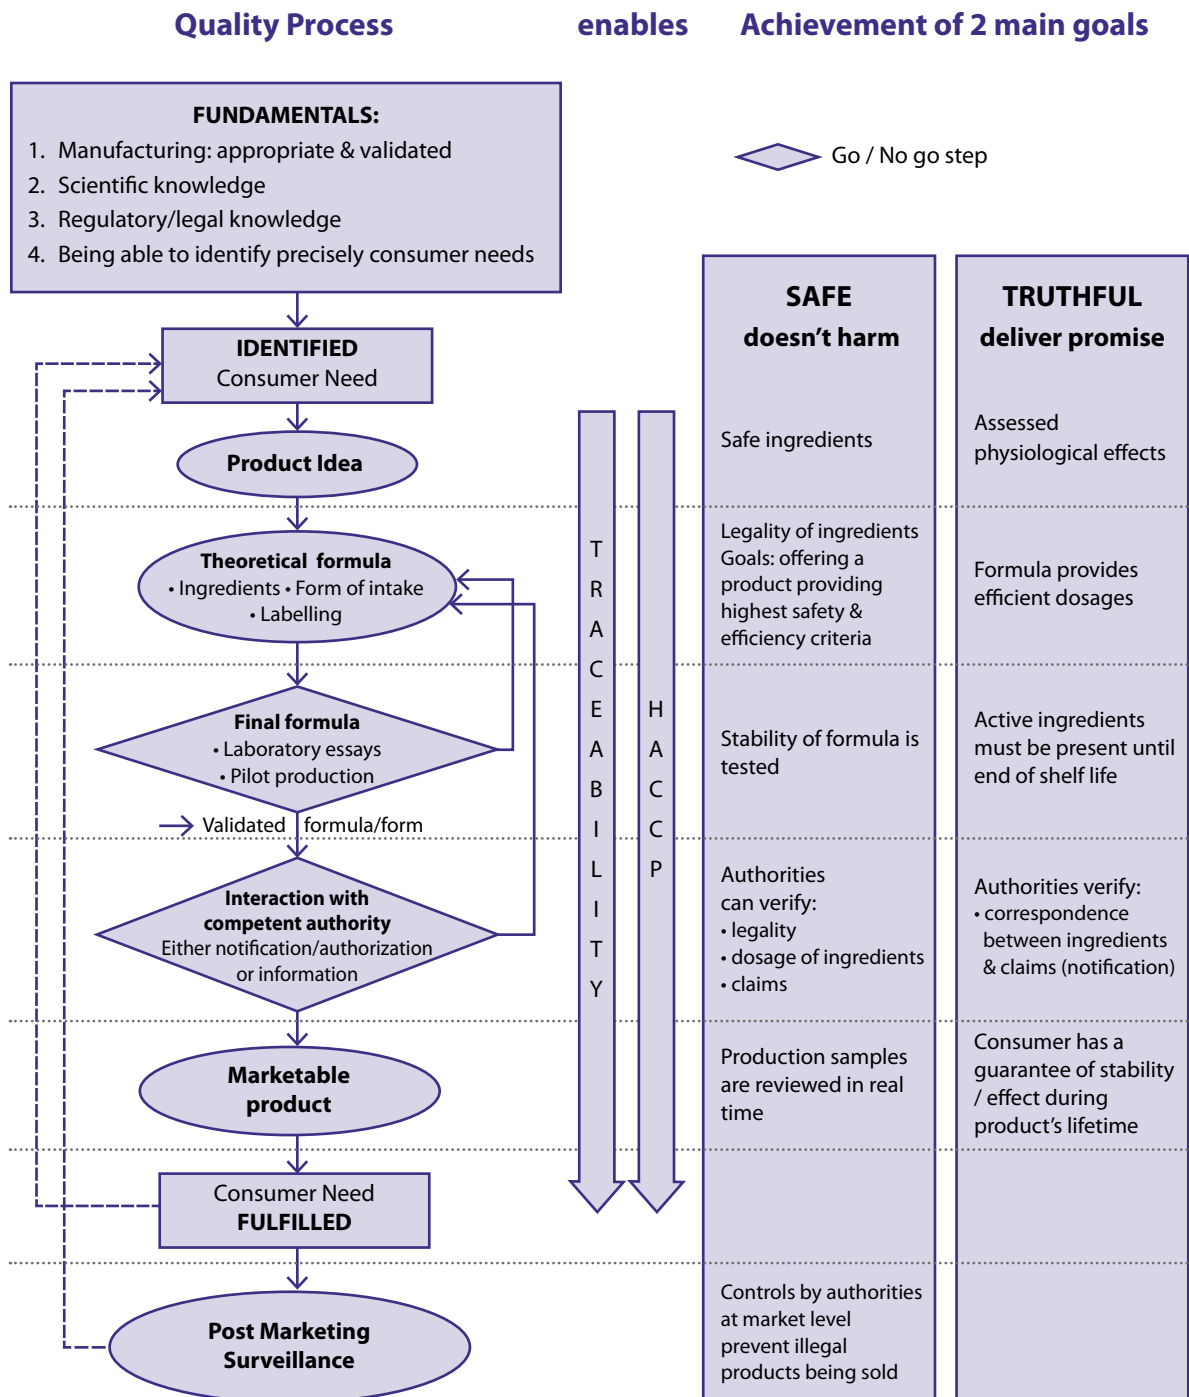 Quality Process
enables
Achievement of 2 main goals
FUNDAMENTALS:
1. Manufacturing: appropriate & validated
2. Scientific knowledge
3. Regulatory/legal knowledge
4. Being able to identify precisely consumer needs
Go / No go step
IDENTIFIED
Consumer Need
Product Idea
Theoretical formula
• Ingredients • Form of intake
• Labelling
Final formula
• Laboratory essays
• Pilot production
Validated formula/form
Interaction with
competent authority
Either notification/authorization
or information
Marketable
product
Consumer Need
FULFILLED
Post Marketing
Surveillance
TRACEABILITY
HACCP
SAFE
doesn't harm
Safe ingredients
Legality of ingredients
Goals: offering a
product providing
highest safety &
efficiency criteria
Stability of formula is
tested
Authorities
can verify:
• legality
• dosage of ingredients
• claims
Production samples
are reviewed in real
time
Controls by authorities
at market level
prevent illegal
products being sold
TRUTHFUL
deliver promise
Assessed
physiological effects
Formula provides
efficient dosages
Active ingredients
must be present until
end of shelf life
Authorities verify:
• correspondence
between ingredients
& claims (notification)
Consumer has a
guarantee of stability
/ effect during
product's lifetime